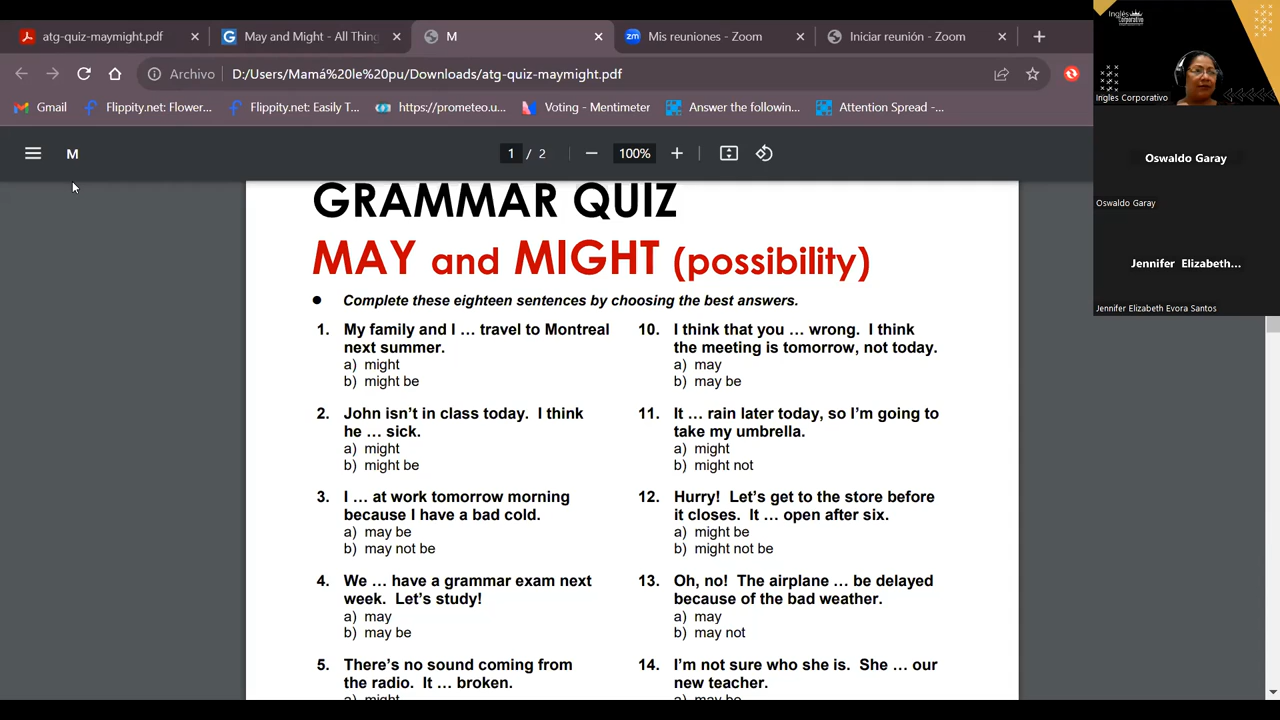 atg-quiz-maymight.pdf
May and Might - All Thing
M
Mis reuniones - Zoom
Iniciar reunión - Zoom
Archivo
D:/Users/Mamá%20le%20pu/Downloads/atg-quiz-maymight.pdf
Gmail
Flippity.net: Flower...
Flippity.net: Easily T...
https://prometeo.u...
Voting - Mentimeter
Answer the followin...
Attention Spread -...
M
1 / 2
100%
GRAMMAR QUIZ
MAY and MIGHT (possibility)
Complete these eighteen sentences by choosing the best answers.
1. My family and I … travel to Montreal
next summer.
a) might
b) might be
2. John isn’t in class today. I think
he … sick.
a) might
b) might be
3. I … at work tomorrow morning
because I have a bad cold.
a) may be
b) may not be
4. We … have a grammar exam next
week. Let’s study!
a) may
b) may be
5. There’s no sound coming from
the radio. It … broken.
a) might
10. I think that you … wrong. I think
the meeting is tomorrow, not today.
a) may
b) may be
11. It … rain later today, so I’m going to
take my umbrella.
a) might
b) might not
12. Hurry! Let’s get to the store before
it closes. It … open after six.
a) might be
b) might not be
13. Oh, no! The airplane … be delayed
because of the bad weather.
a) may
b) may not
14. I’m not sure who she is. She … our
new teacher.
a) may be
Inglés
Corporativo
Ingles Corporativo
Oswaldo Garay
Oswaldo Garay
Jennifer Elizabeth...
Jennifer Elizabeth Evora Santos